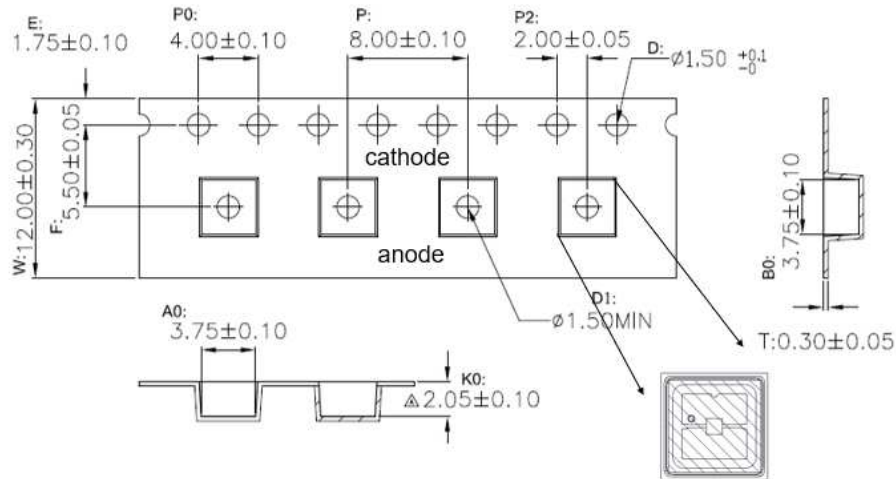 E:
1.75±0.10
P0:
4.00±0.10
P:
8.00±0.10
P2:
2.00±0.05
D:
Ø1.50 +0.1 -0
cathode
anode
W:12.00±0.30
F:5.50±0.05
B0:
3.75±0.10
D1:
Ø1.50MIN
T:0.30±0.05
A0:
3.75±0.10
K0:
2.05±0.10